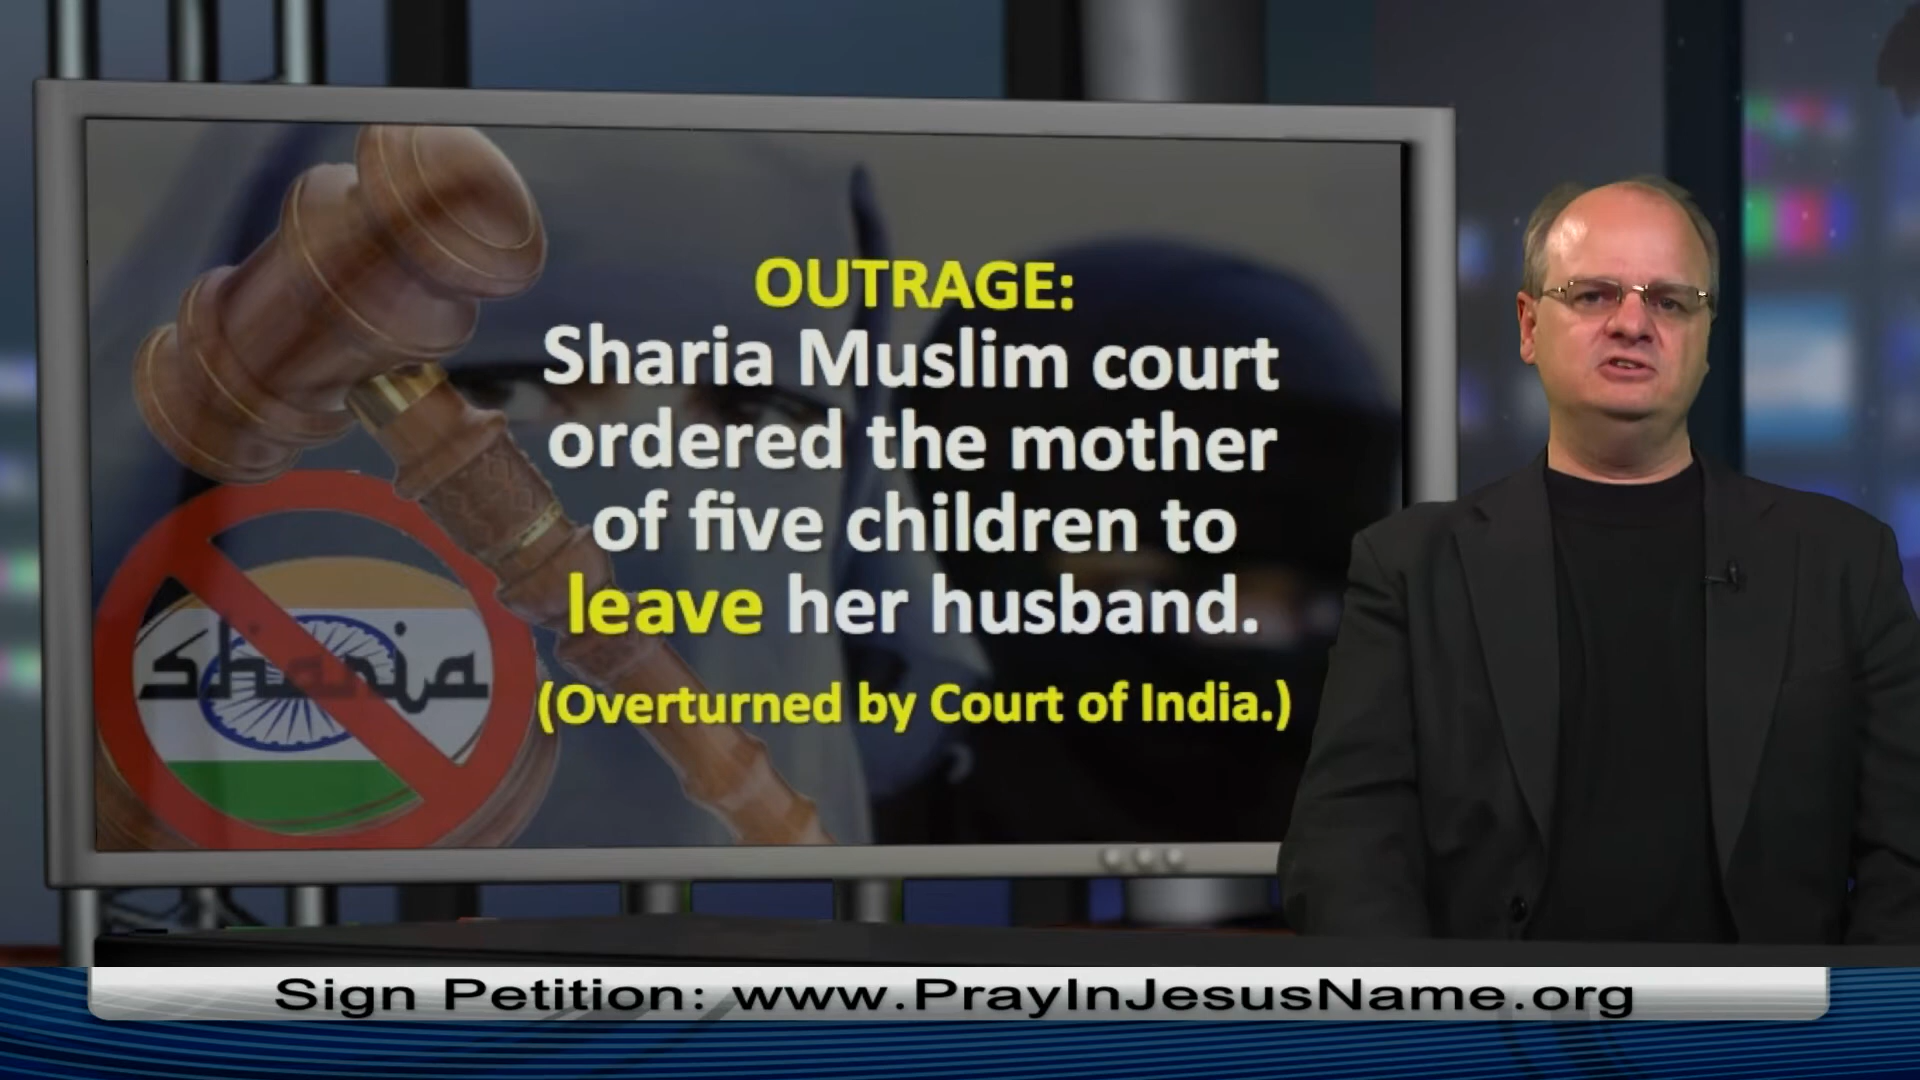 OUTRAGE:
Sharia Muslim court
ordered the mother
of five children to
leave her husband.
(Overturned by Court of India.)
sharia
Sign Petition: www.PrayInJesusName.org